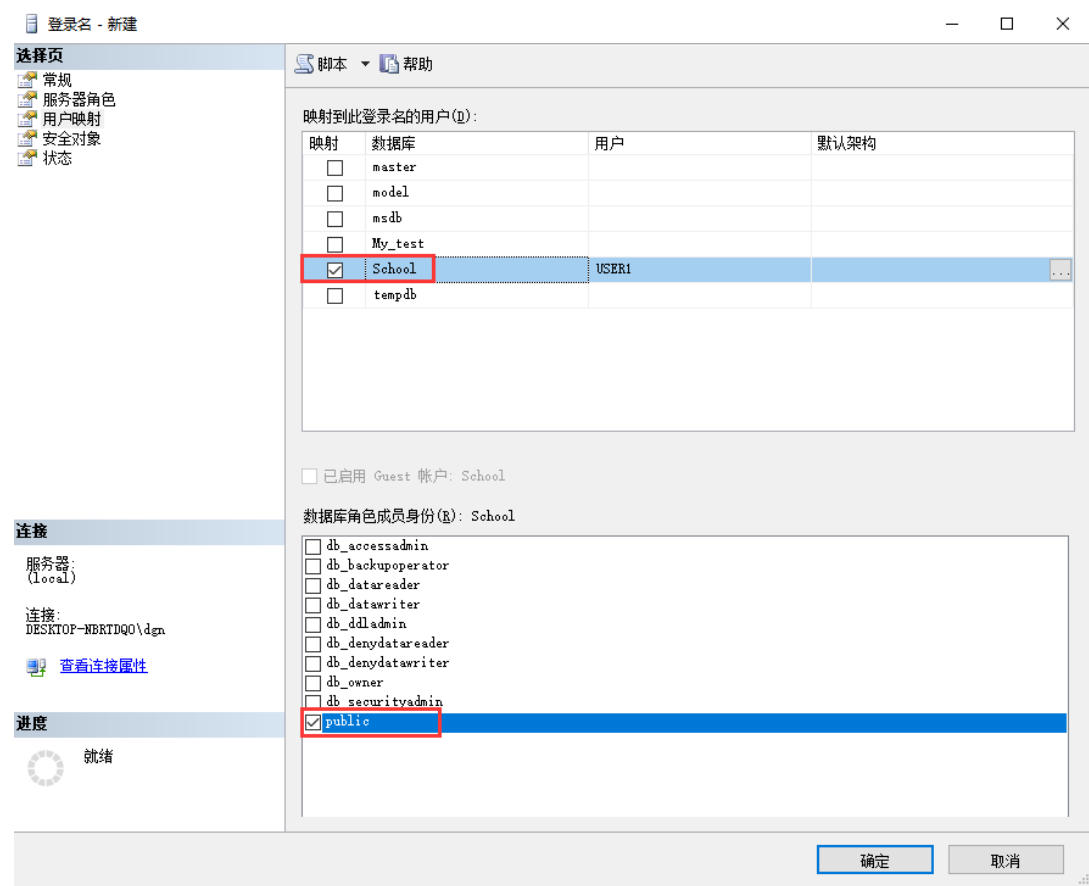 登录名 - 新建
选择页
常规
服务器角色
用户映射
安全对象
状态
脚本 帮助
映射到此登录名的用户(D):
映射 数据库 用户 默认架构
master
model
msdb
My_test
School USER1 ...
tempdb
已启用 Guest 帐户: School
数据库角色成员身份(R): School
db_accessadmin
db_backupoperator
db_datareader
db_datawriter
db_ddladmin
db_denydatareader
db_denydatawriter
db_owner
db_securityadmin
public
连接
服务器:
(local)
连接:
DESKTOP-NBRTDQO\dgn
查看连接属性
进度
就绪
确定 取消